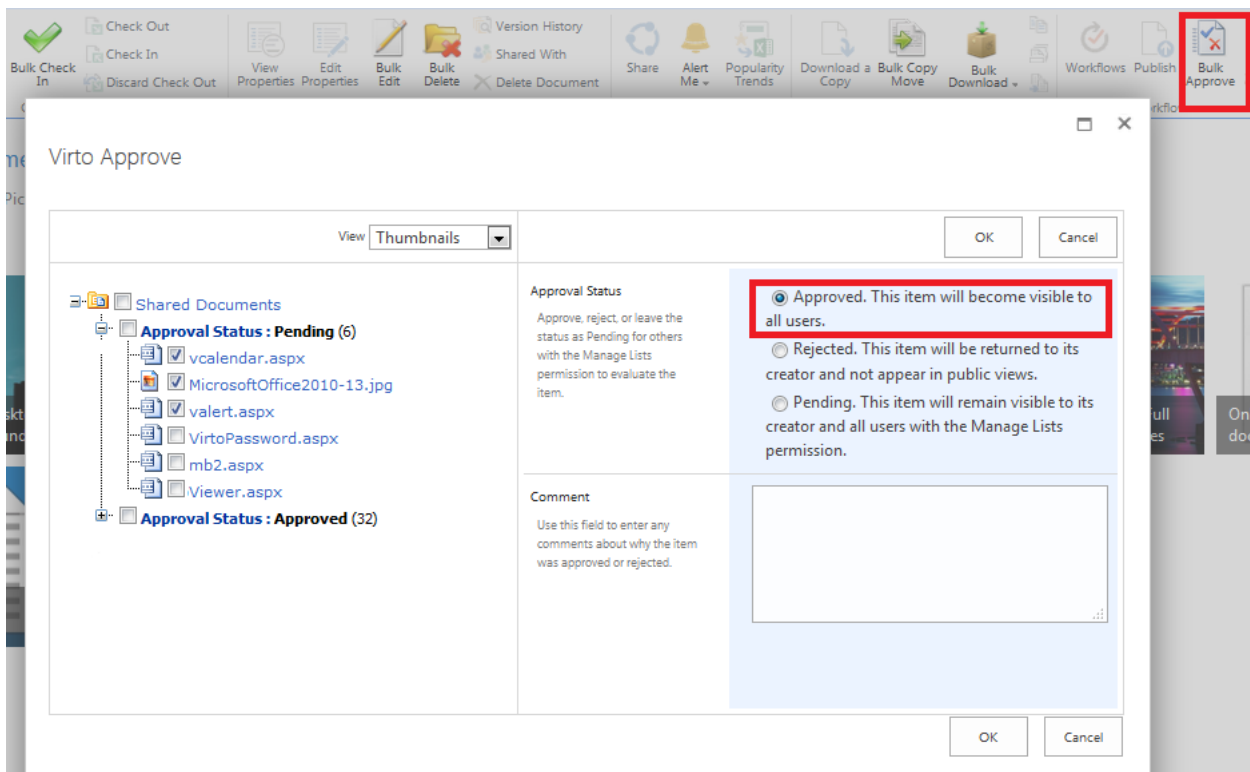 Check Out
Check In
Discard Check Out
Bulk Check
In
View
Properties
Edit
Properties
Bulk
Edit
Bulk
Delete
Version History
Shared With
Delete Document
Share
Alert
Me
Popularity
Trends
Download a
Copy
Bulk Copy
Move
Bulk
Download
Workflows
Publish
Bulk
Approve
Virto Approve
View Thumbnails
OK Cancel
Shared Documents
Approval Status : Pending (6)
vcalendar.aspx
MicrosoftOffice2010-13.jpg
valert.aspx
VirtoPassword.aspx
mb2.aspx
Viewer.aspx
Approval Status : Approved (32)
Approval Status
Approve, reject, or leave the
status as Pending for others
with the Manage Lists
permission to evaluate the
item.
Approved. This item will become visible to
all users.
Rejected. This item will be returned to its
creator and not appear in public views.
Pending. This item will remain visible to its
creator and all users with the Manage Lists
permission.
Comment
Use this field to enter any
comments about why the item
was approved or rejected.
OK Cancel